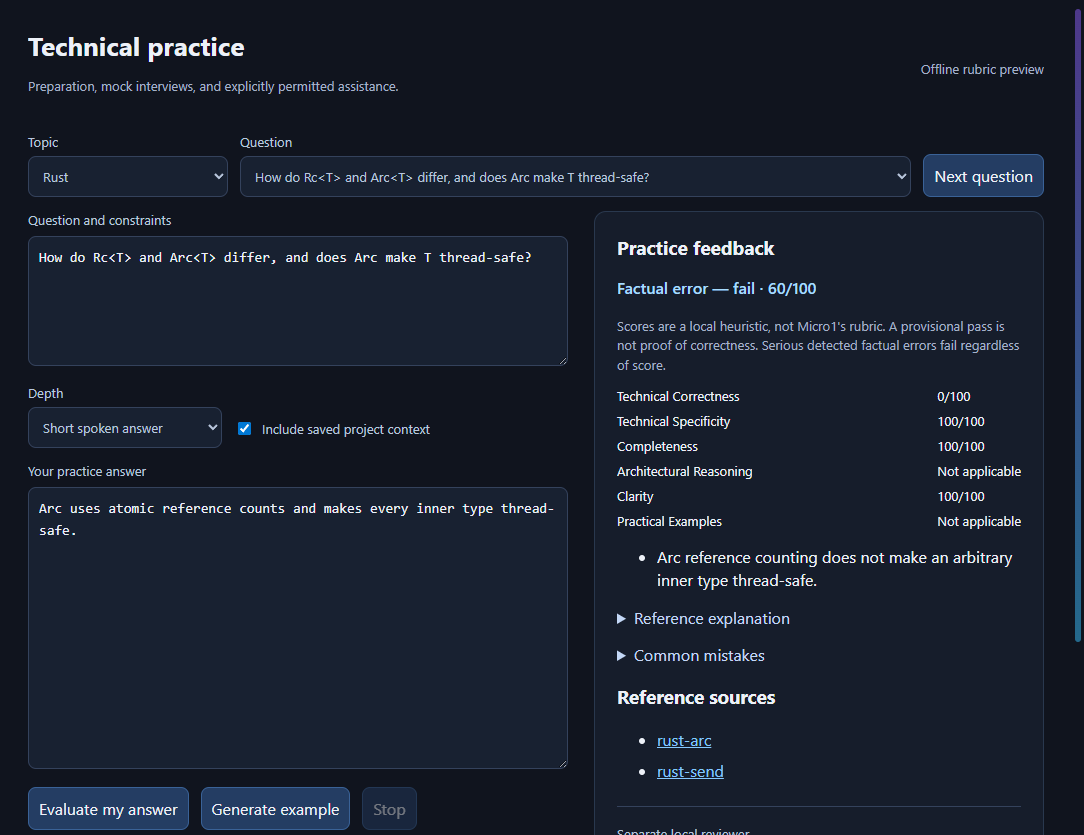 Technical practice
Preparation, mock interviews, and explicitly permitted assistance.
Offline rubric preview
Topic
Question
Rust
How do Rc<T> and Arc<T> differ, and does Arc make T thread-safe?
Next question
Question and constraints
How do Rc<T> and Arc<T> differ, and does Arc make T thread-safe?
Depth
Short spoken answer
Include saved project context
Your practice answer
Arc uses atomic reference counts and makes every inner type thread-
safe.
Evaluate my answer
Generate example
Stop
Practice feedback
Factual error — fail · 60/100
Scores are a local heuristic, not Micro1's rubric. A provisional pass is
not proof of correctness. Serious detected factual errors fail regardless
of score.
Technical Correctness 0/100
Technical Specificity 100/100
Completeness 100/100
Architectural Reasoning Not applicable
Clarity 100/100
Practical Examples Not applicable
Arc reference counting does not make an arbitrary
inner type thread-safe.
Reference explanation
Common mistakes
Reference sources
rust-arc
rust-send
Separate local reviewer